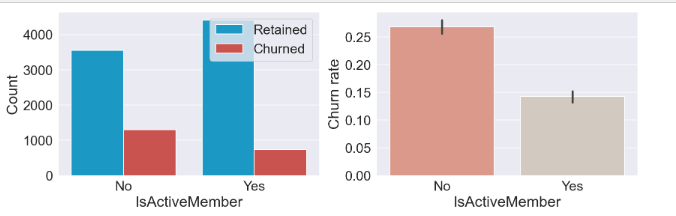 4000
3000
2000
1000
0
Count
No
Yes
IsActiveMember
Retained
Churned
0.25
0.20
0.15
0.10
0.05
0.00
Churn rate
No
Yes
IsActiveMember